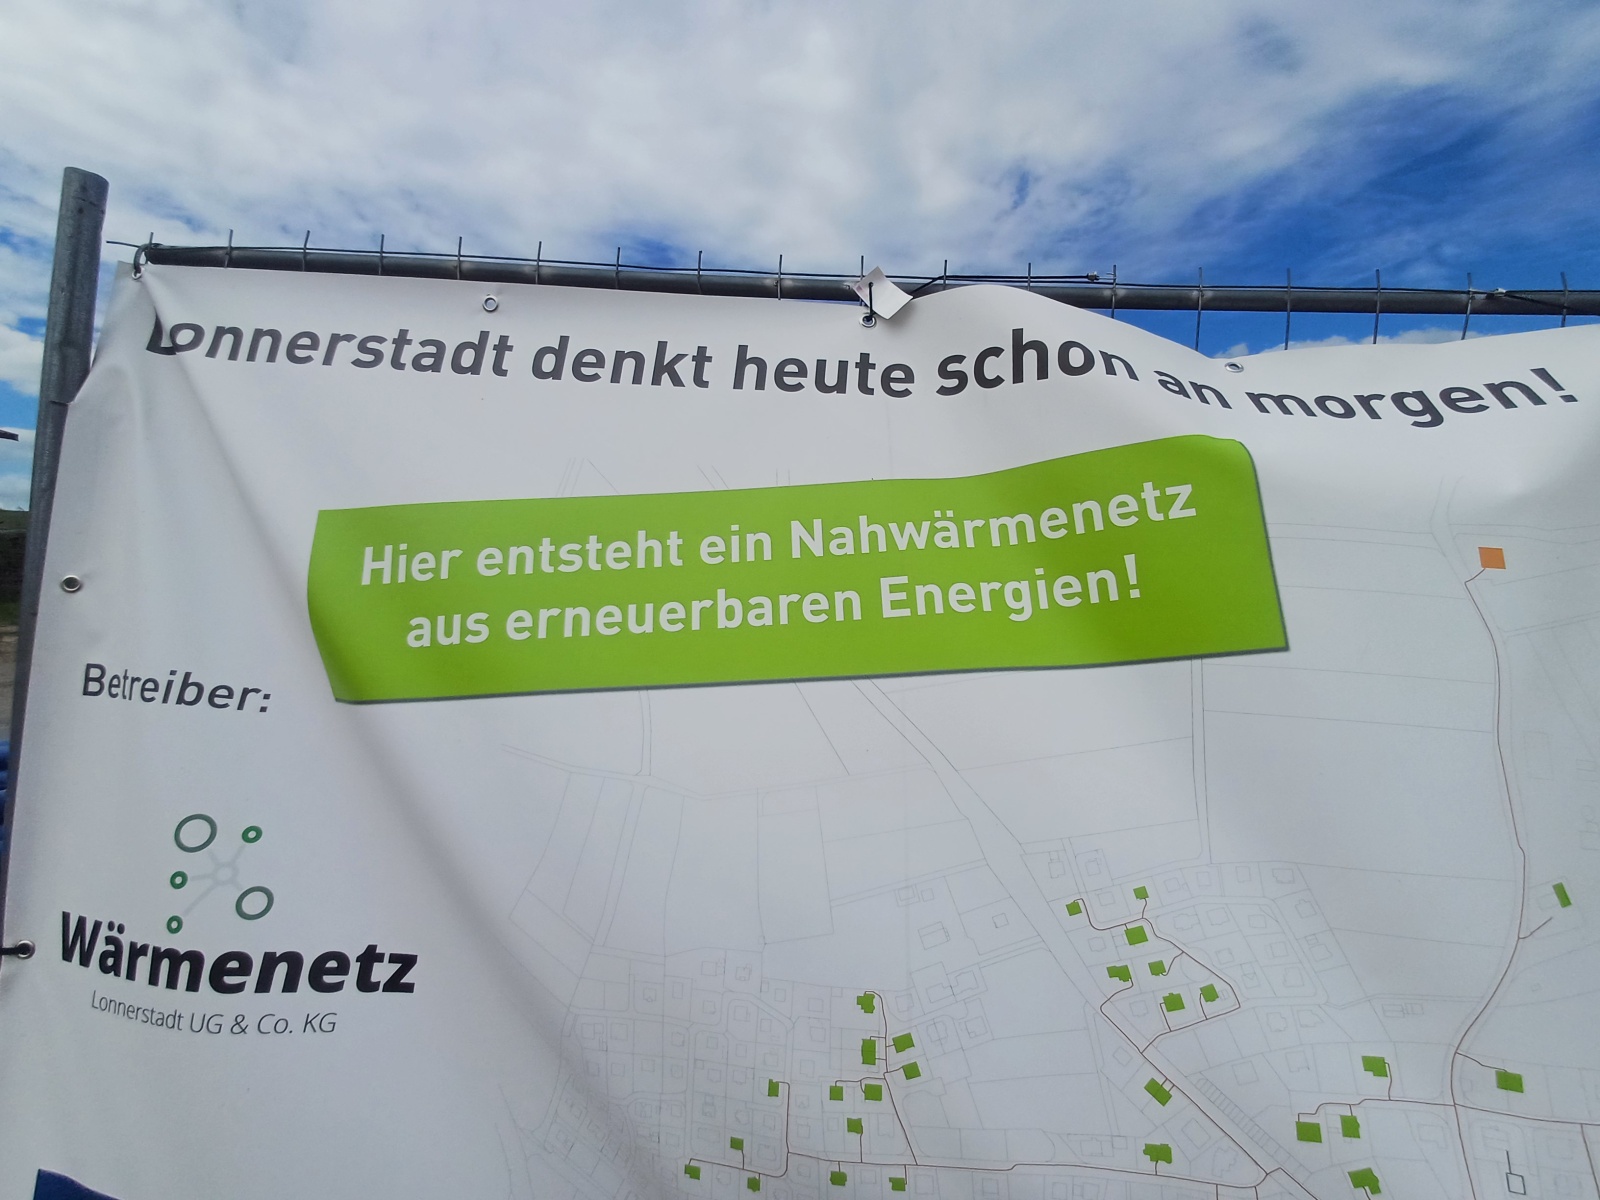 Lonnerstadt denkt heute schon an morgen!
Hier entsteht ein Nahwärmenetz
aus erneuerbaren Energien!
Betreiber:
Wärmenetz
Lonnerstadt UG & Co. KG